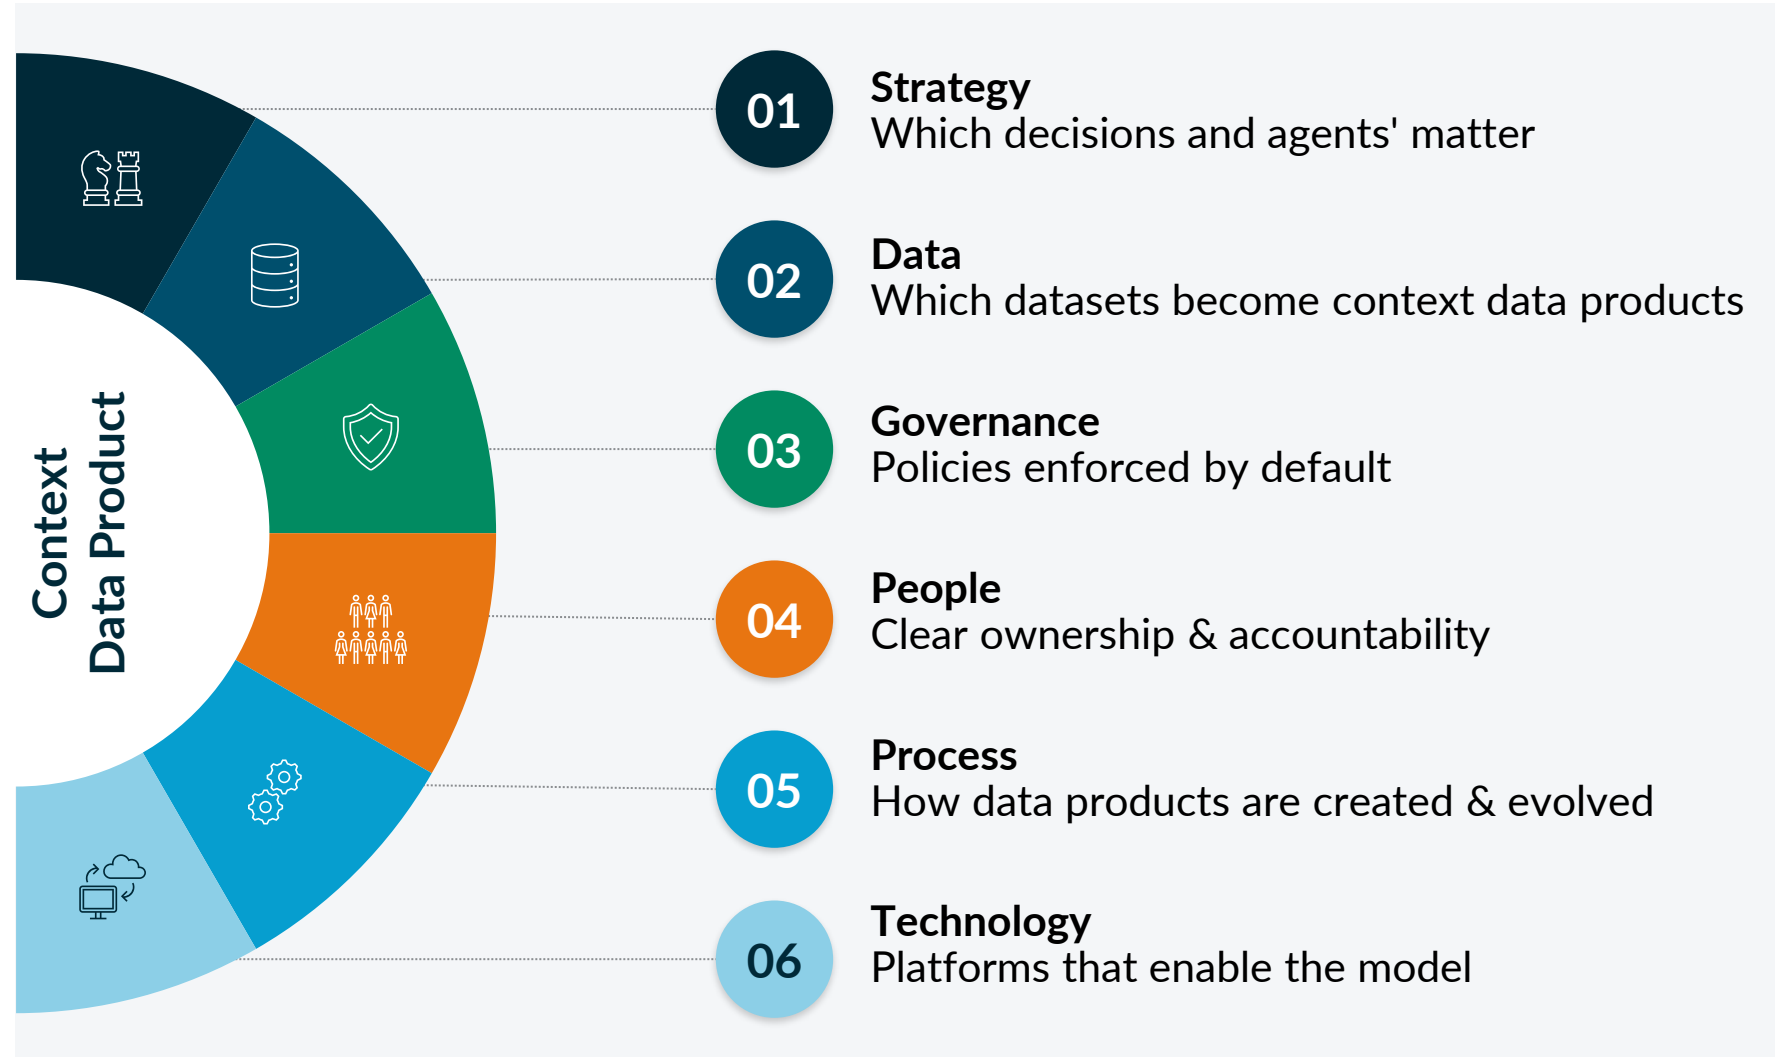 Context
Data Product
01
Strategy
Which decisions and agents' matter
02
Data
Which datasets become context data products
03
Governance
Policies enforced by default
04
People
Clear ownership & accountability
05
Process
How data products are created & evolved
06
Technology
Platforms that enable the model